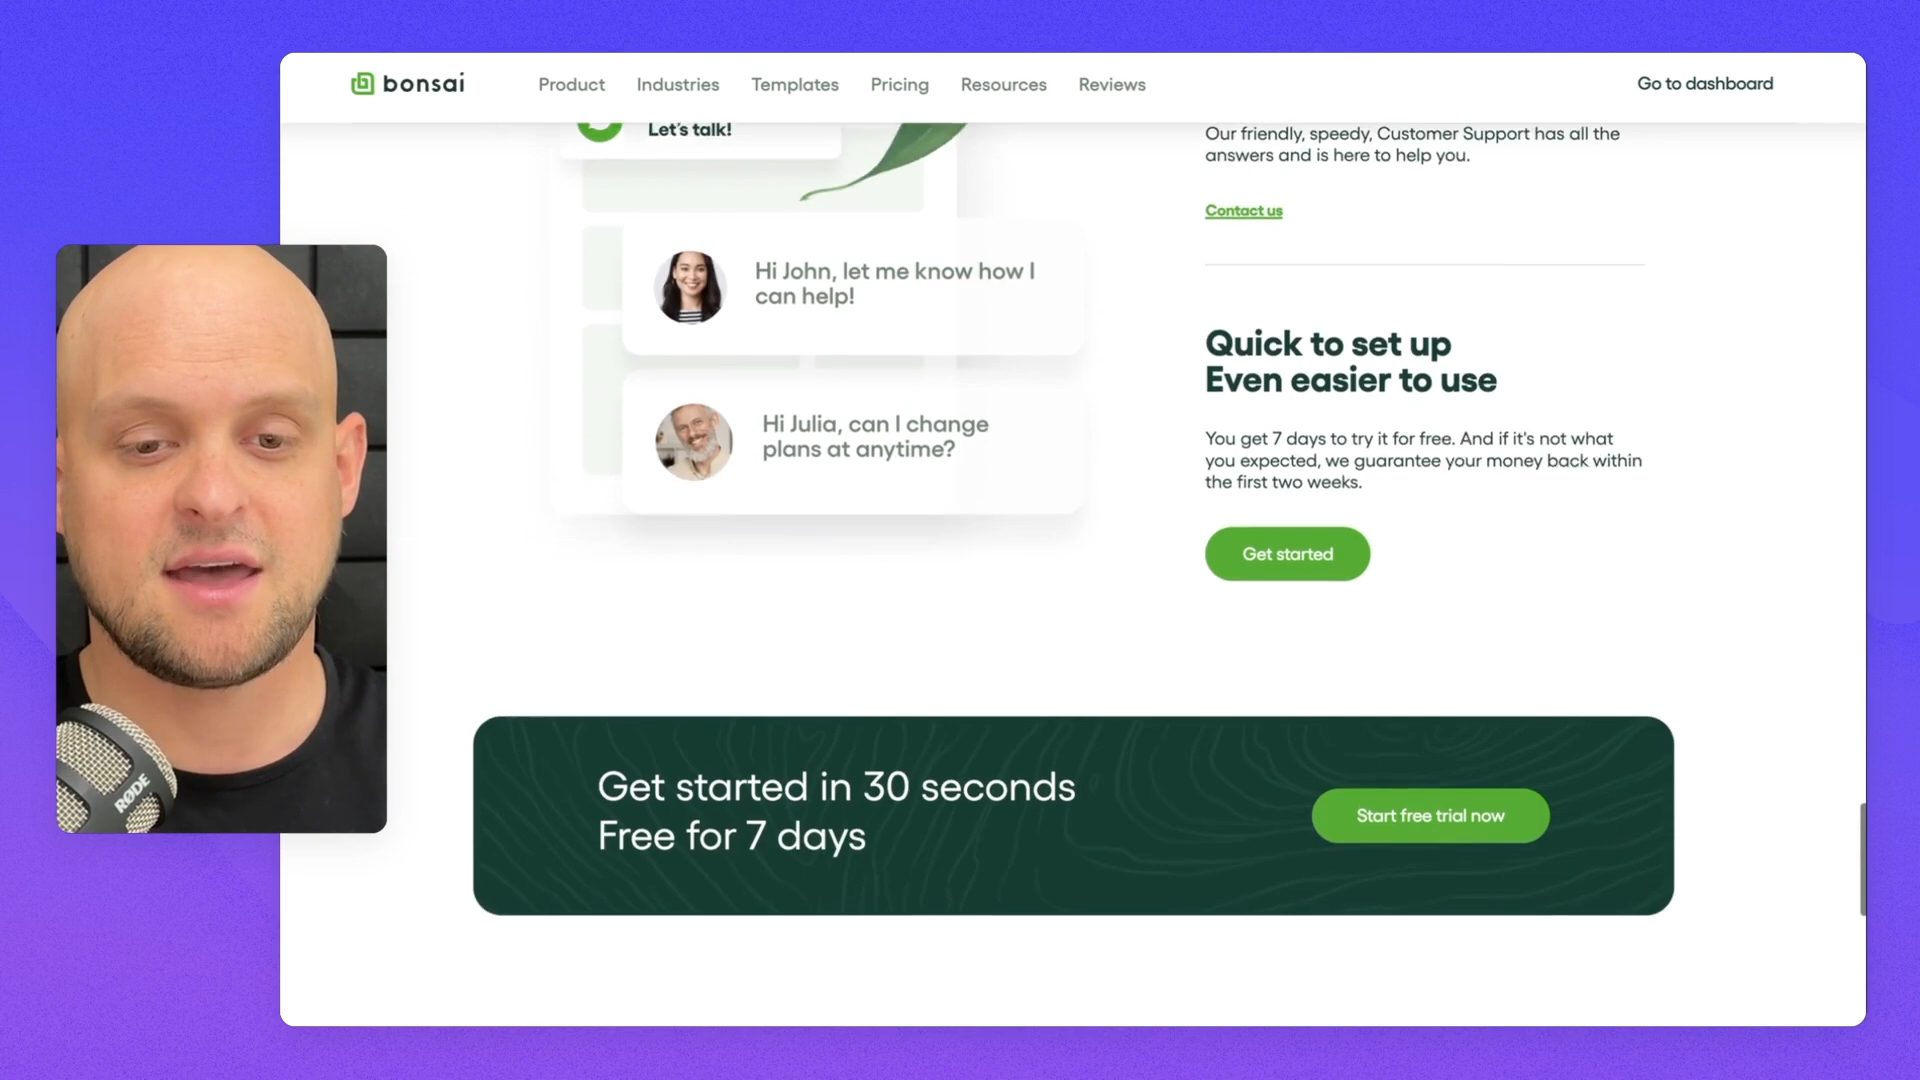 bonsai
Product
Industries
Templates
Pricing
Resources
Reviews
Go to dashboard
Let's talk!
Hi John, let me know how I
can help!
Hi Julia, can I change
plans at anytime?
Our friendly, speedy, Customer Support has all the
answers and is here to help you.
Contact us
Quick to set up
Even easier to use
You get 7 days to try it for free. And if it's not what
you expected, we guarantee your money back within
the first two weeks.
Get started
Get started in 30 seconds
Free for 7 days
Start free trial now
RØDE